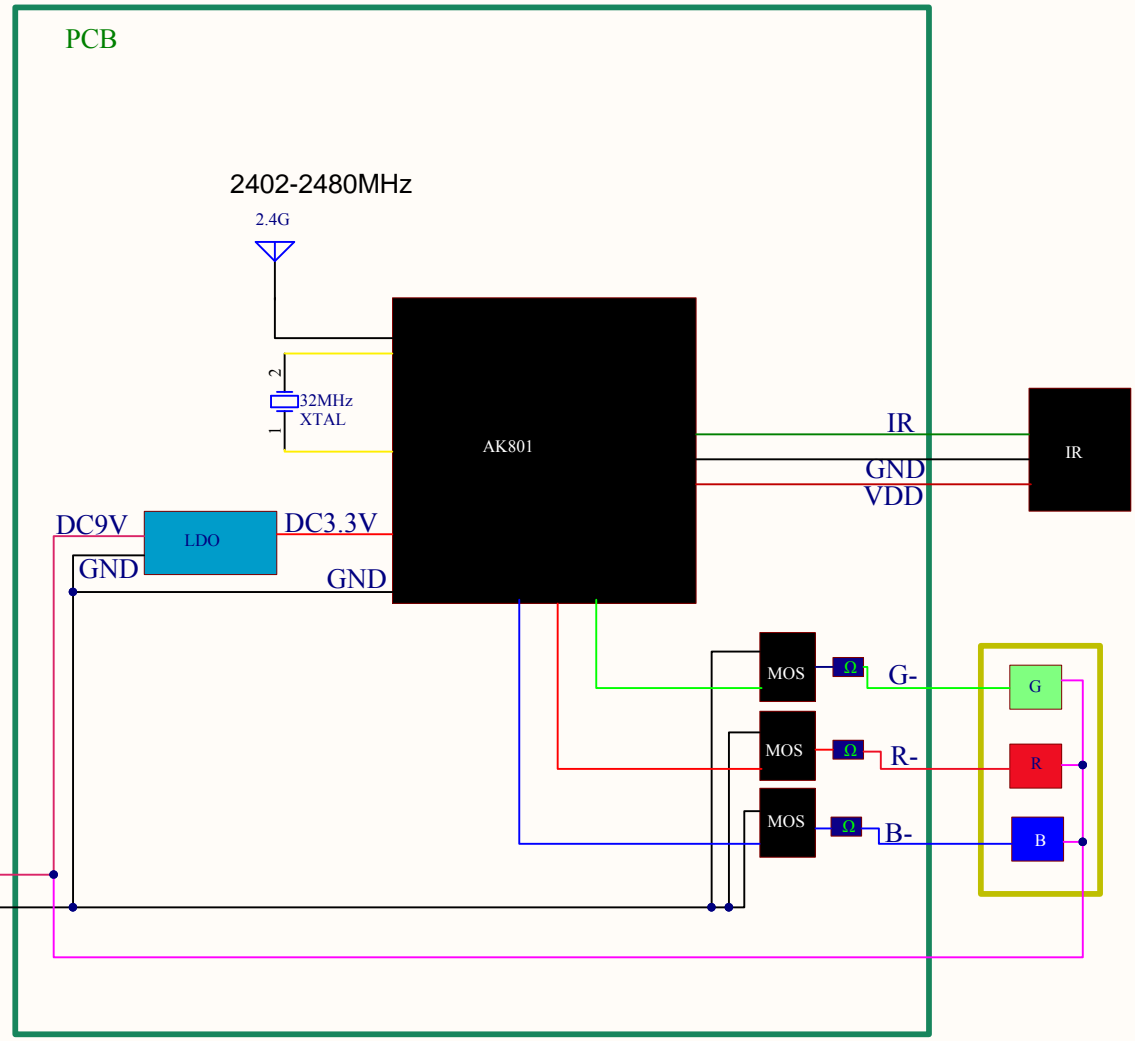 PCB
2402-2480MHz
2.4G
2
32MHz
XTAL
1
AK801
IR
GND
VDD
IR
DC9V
LDO
DC3.3V
GND
GND
MOS
Ω
G-
G
MOS
Ω
R-
R
MOS
Ω
B-
B